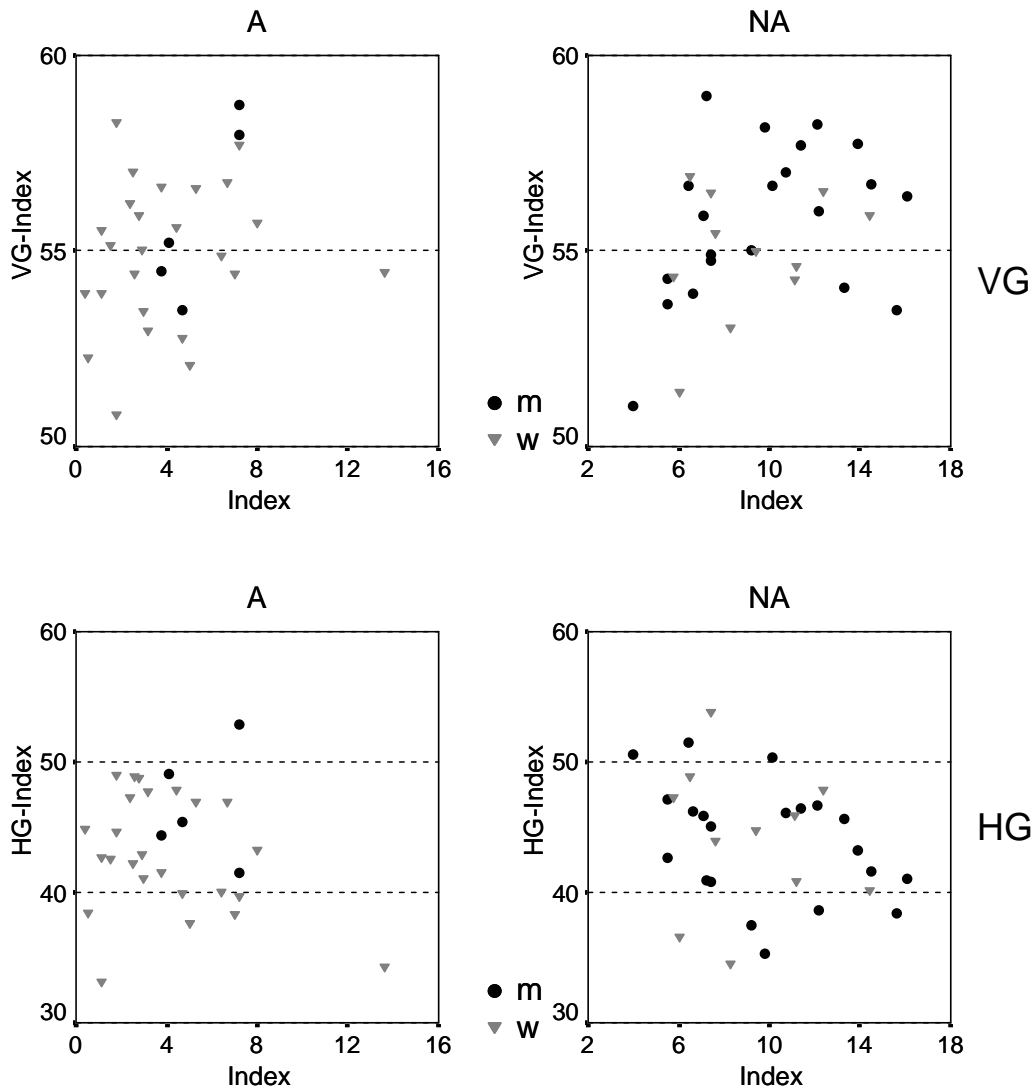 A NA
60 60
VG-Index VG-Index
55 55
VG
m
w
50 50
0 4 8 12 16 2 6 10 14 18
Index Index
A NA
60 60
HG-Index HG-Index
50 50
HG
40 40
m
w
30 30
0 4 8 12 16 2 6 10 14 18
Index Index